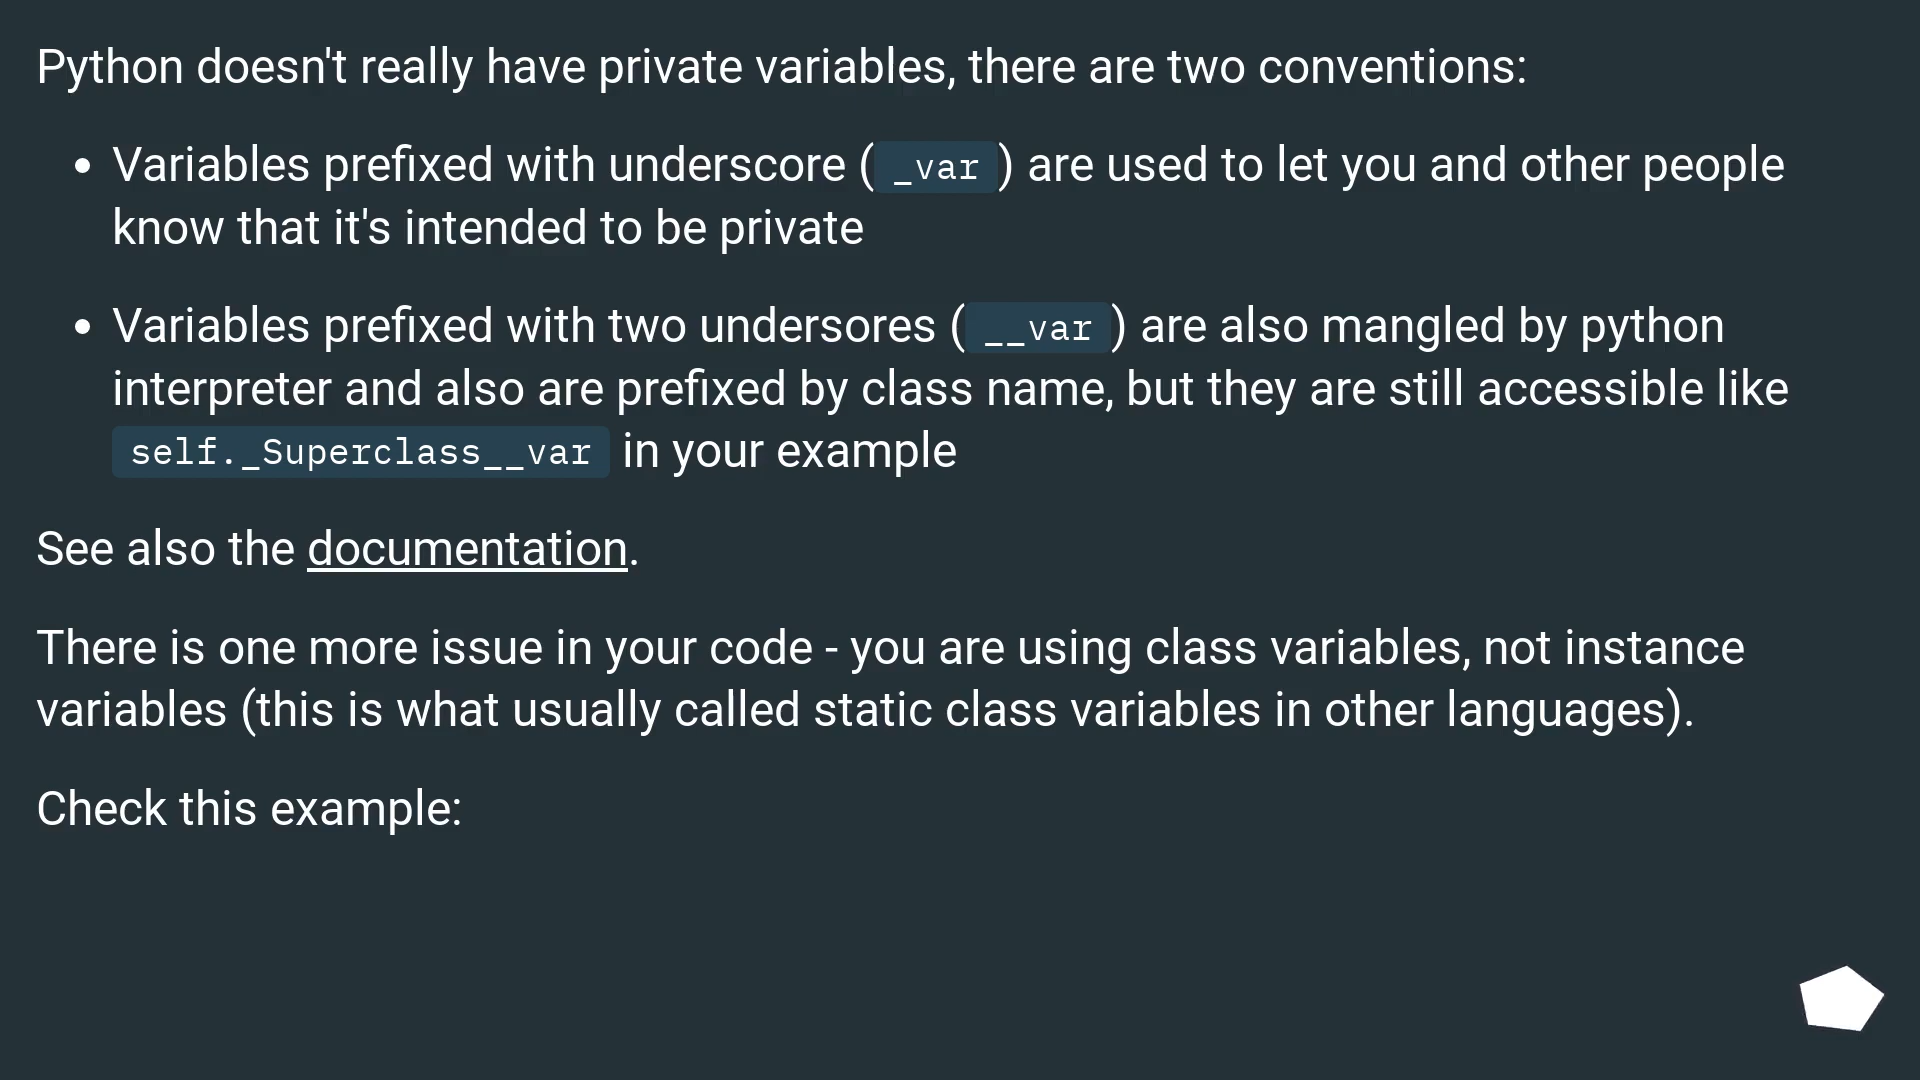 Python doesn't really have private variables, there are two conventions:
• Variables prefixed with underscore ( _var ) are used to let you and other people
know that it's intended to be private
• Variables prefixed with two undersores ( __var ) are also mangled by python
interpreter and also are prefixed by class name, but they are still accessible like
self._Superclass__var in your example
See also the documentation.
There is one more issue in your code - you are using class variables, not instance
variables (this is what usually called static class variables in other languages).
Check this example: